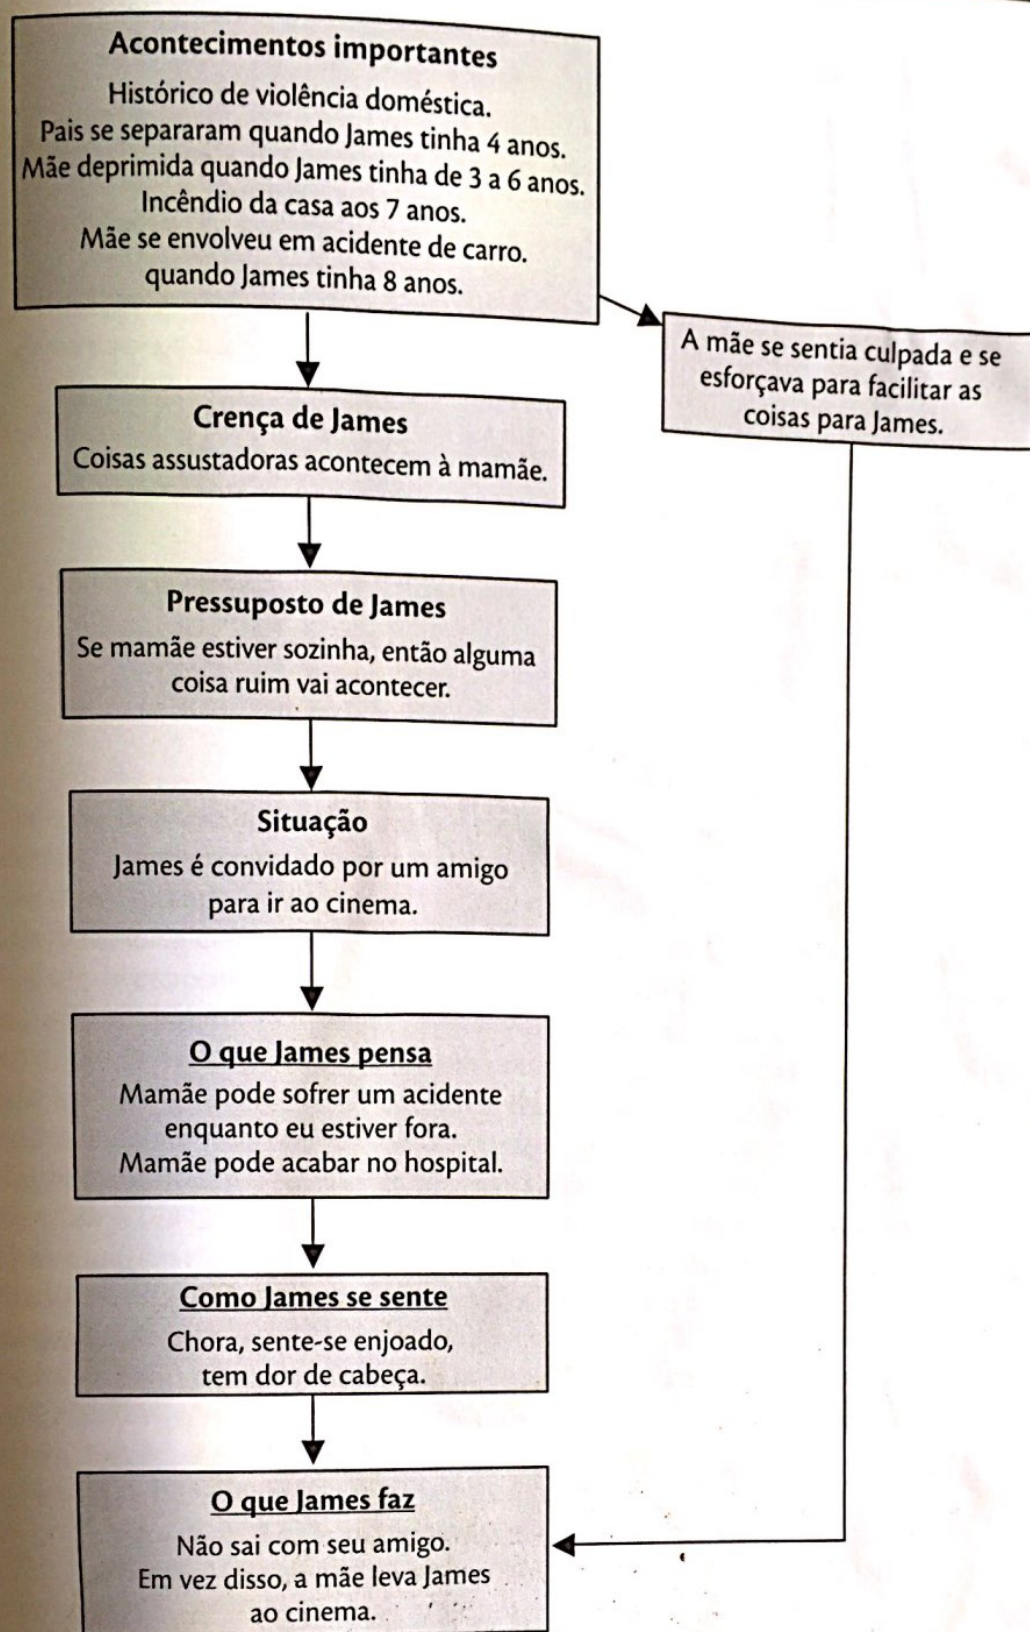 Acontecimentos importantes
Histórico de violência doméstica.
Pais se separaram quando James tinha 4 anos.
Mãe deprimida quando James tinha de 3 a 6 anos.
Incêndio da casa aos 7 anos.
Mãe se envolveu em acidente de carro.
quando James tinha 8 anos.
A mãe se sentia culpada e se
esforçava para facilitar as
coisas para James.
Crença de James
Coisas assustadoras acontecem à mamãe.
Pressuposto de James
Se mamãe estiver sozinha, então alguma
coisa ruim vai acontecer.
Situação
James é convidado por um amigo
para ir ao cinema.
O que James pensa
Mamãe pode sofrer um acidente
enquanto eu estiver fora.
Mamãe pode acabar no hospital.
Como James se sente
Chora, sente-se enjoado,
tem dor de cabeça.
O que James faz
Não sai com seu amigo.
Em vez disso, a mãe leva James
ao cinema.